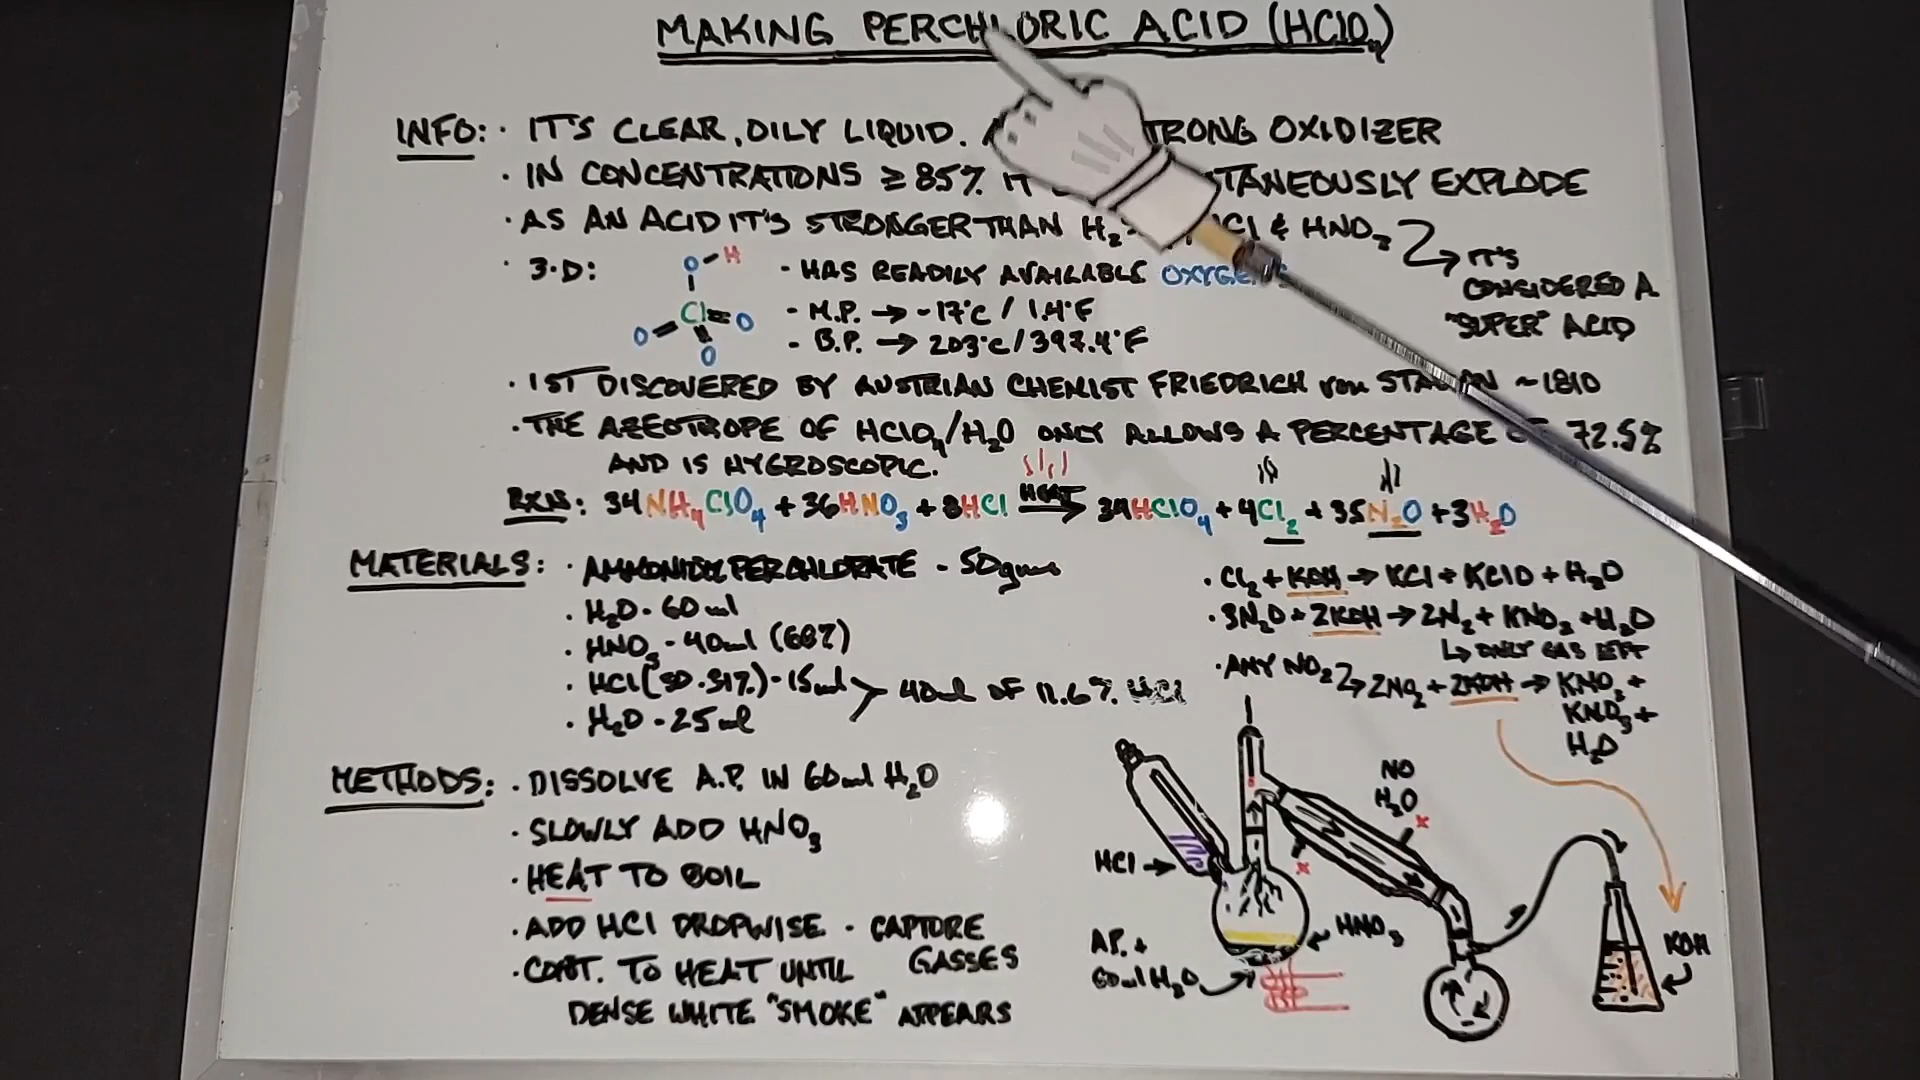 MAKING PERCHLORIC ACID (HClO4)
INFO: · IT'S CLEAR, OILY LIQUID. STRONG OXIDIZER
· IN CONCENTRATIONS ≥ 85% IT EXPLODE
· AS AN ACID IT'S STRONGER THAN & HNO3 → IT'S
CONSIDERED A
"SUPER" ACID
· 3-D:
O-H
Cl
O O
O
- HAS READILY AVAILABLE OXYGENS
- M.P. → -17°C / 1.4°F
- B.P. → 203°C / 397.4°F
· 1ST DISCOVERED BY AUSTRIAN CHEMIST FRIEDRICH von ~1810
· THE AZEOTROPE OF HClO4/H2O ONLY ALLOWS A PERCENTAGE OF 72.5%
AND IS HYGROSCOPIC.
HEAT
RXN: 34NH4ClO4 + 36HNO3 + 8HCl → 34HClO4 + 4Cl2 + 35N2O + 3H2O
MATERIALS: · AMMONIUM PERCHLORATE - 50gms
· H2O - 60ml
· HNO3 - 40ml (68%)
· HCl (30-31%) - 15ml > 40ml OF 11.6% HCl
· H2O - 25ml
· Cl2 + KOH → KCl + KClO + H2O
· 3N2O + 2KOH → 2N2 + KNO2 + H2O
↳ ONLY GAS LEFT
· ANY NO2 → 2NO2 + 2KOH → KNO2 +
KNO3 +
H2O
METHODS: · DISSOLVE A.P. IN 60ml H2O
· SLOWLY ADD HNO3
· HEAT TO BOIL
· ADD HCl DROPWISE - CAPTURE
GASSES
· CONT. TO HEAT UNTIL
DENSE WHITE "SMOKE" APPEARS
NO
H2O
HCl →
HNO3
A.P. +
60ml H2O
KOH